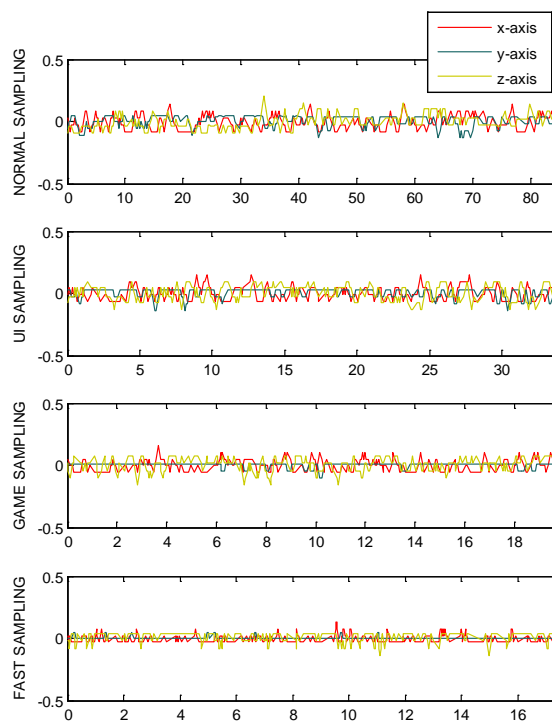 x-axis
y-axis
z-axis
NORMAL SAMPLING
0.5
0
-0.5
0 10 20 30 40 50 60 70 80
UI SAMPLING
0.5
0
-0.5
0 5 10 15 20 25 30
GAME SAMPLING
0.5
0
-0.5
0 2 4 6 8 10 12 14 16 18
FAST SAMPLING
0.5
0
-0.5
0 2 4 6 8 10 12 14 16